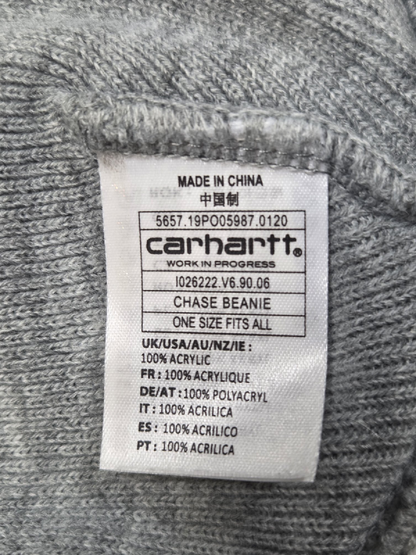 MADE IN CHINA
中国制
5657.19PO05987.0120
carhartt.
WORK IN PROGRESS
I026222.V6.90.06
CHASE BEANIE
ONE SIZE FITS ALL
UK/USA/AU/NZ/IE:
100% ACRYLIC
FR: 100% ACRYLIQUE
DE/AT: 100% POLYACRYL
IT: 100% ACRILICA
ES: 100% ACRILICO
PT: 100% ACRILICA